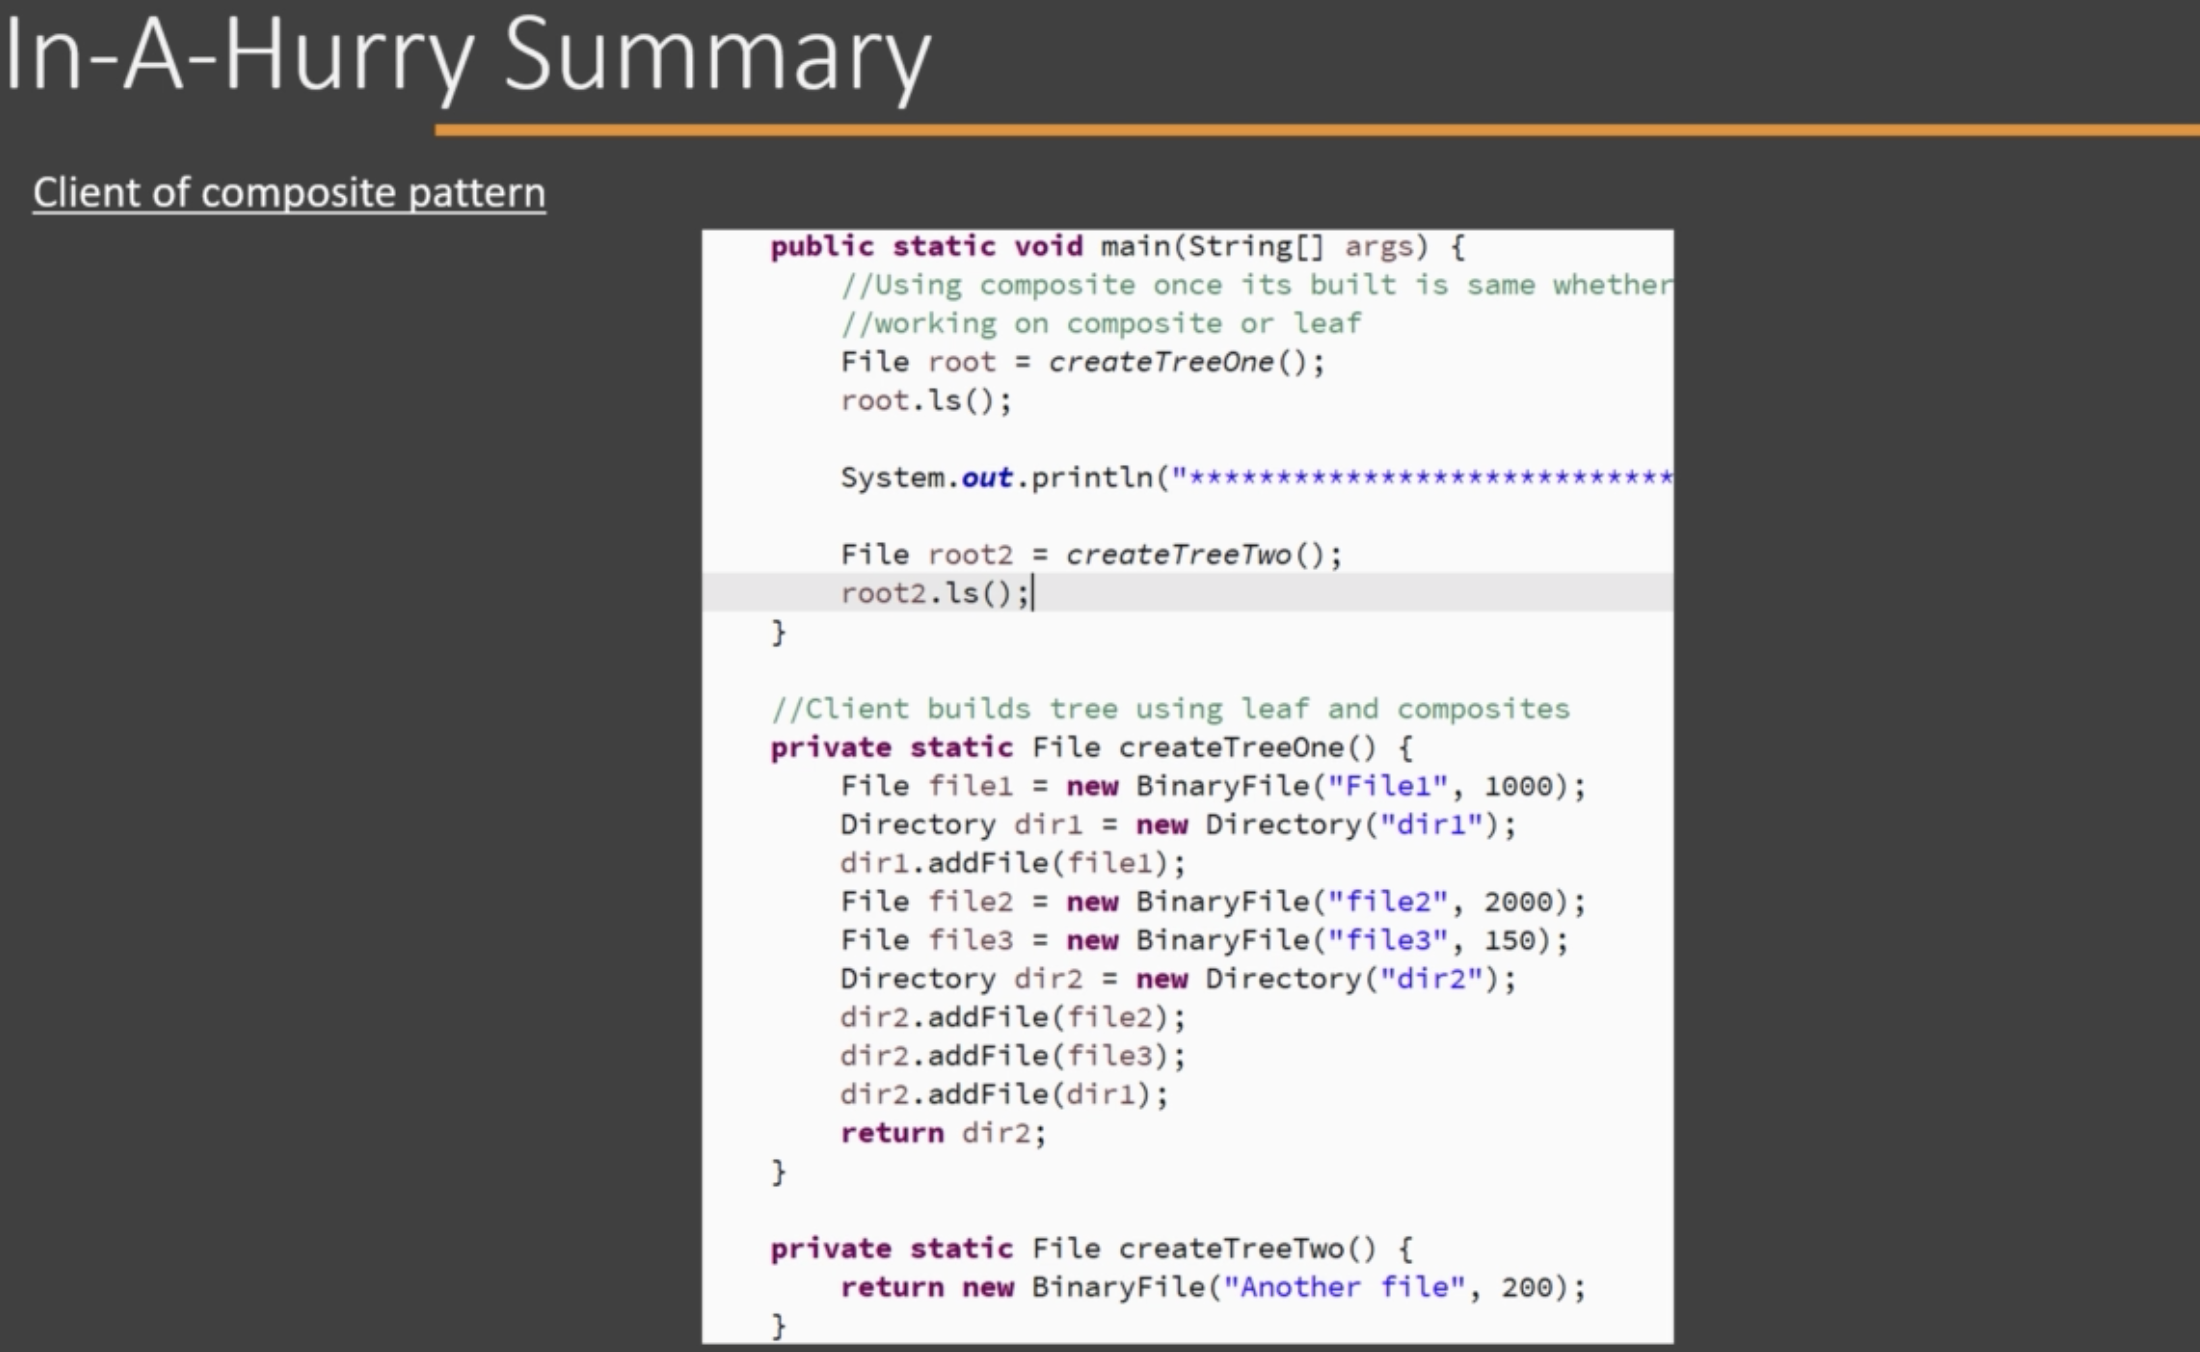 In-A-Hurry Summary
Client of composite pattern
public static void main(String[] args) {
//Using composite once its built is same whether
//working on composite or leaf
File root = createTreeOne();
root.ls();
System.out.println("****************************
File root2 = createTreeTwo();
root2.ls();
}
//Client builds tree using leaf and composites
private static File createTreeOne() {
File file1 = new BinaryFile("File1", 1000);
Directory dir1 = new Directory("dir1");
dir1.addFile(file1);
File file2 = new BinaryFile("file2", 2000);
File file3 = new BinaryFile("file3", 150);
Directory dir2 = new Directory("dir2");
dir2.addFile(file2);
dir2.addFile(file3);
dir2.addFile(dir1);
return dir2;
}
private static File createTreeTwo() {
return new BinaryFile("Another file", 200);
}